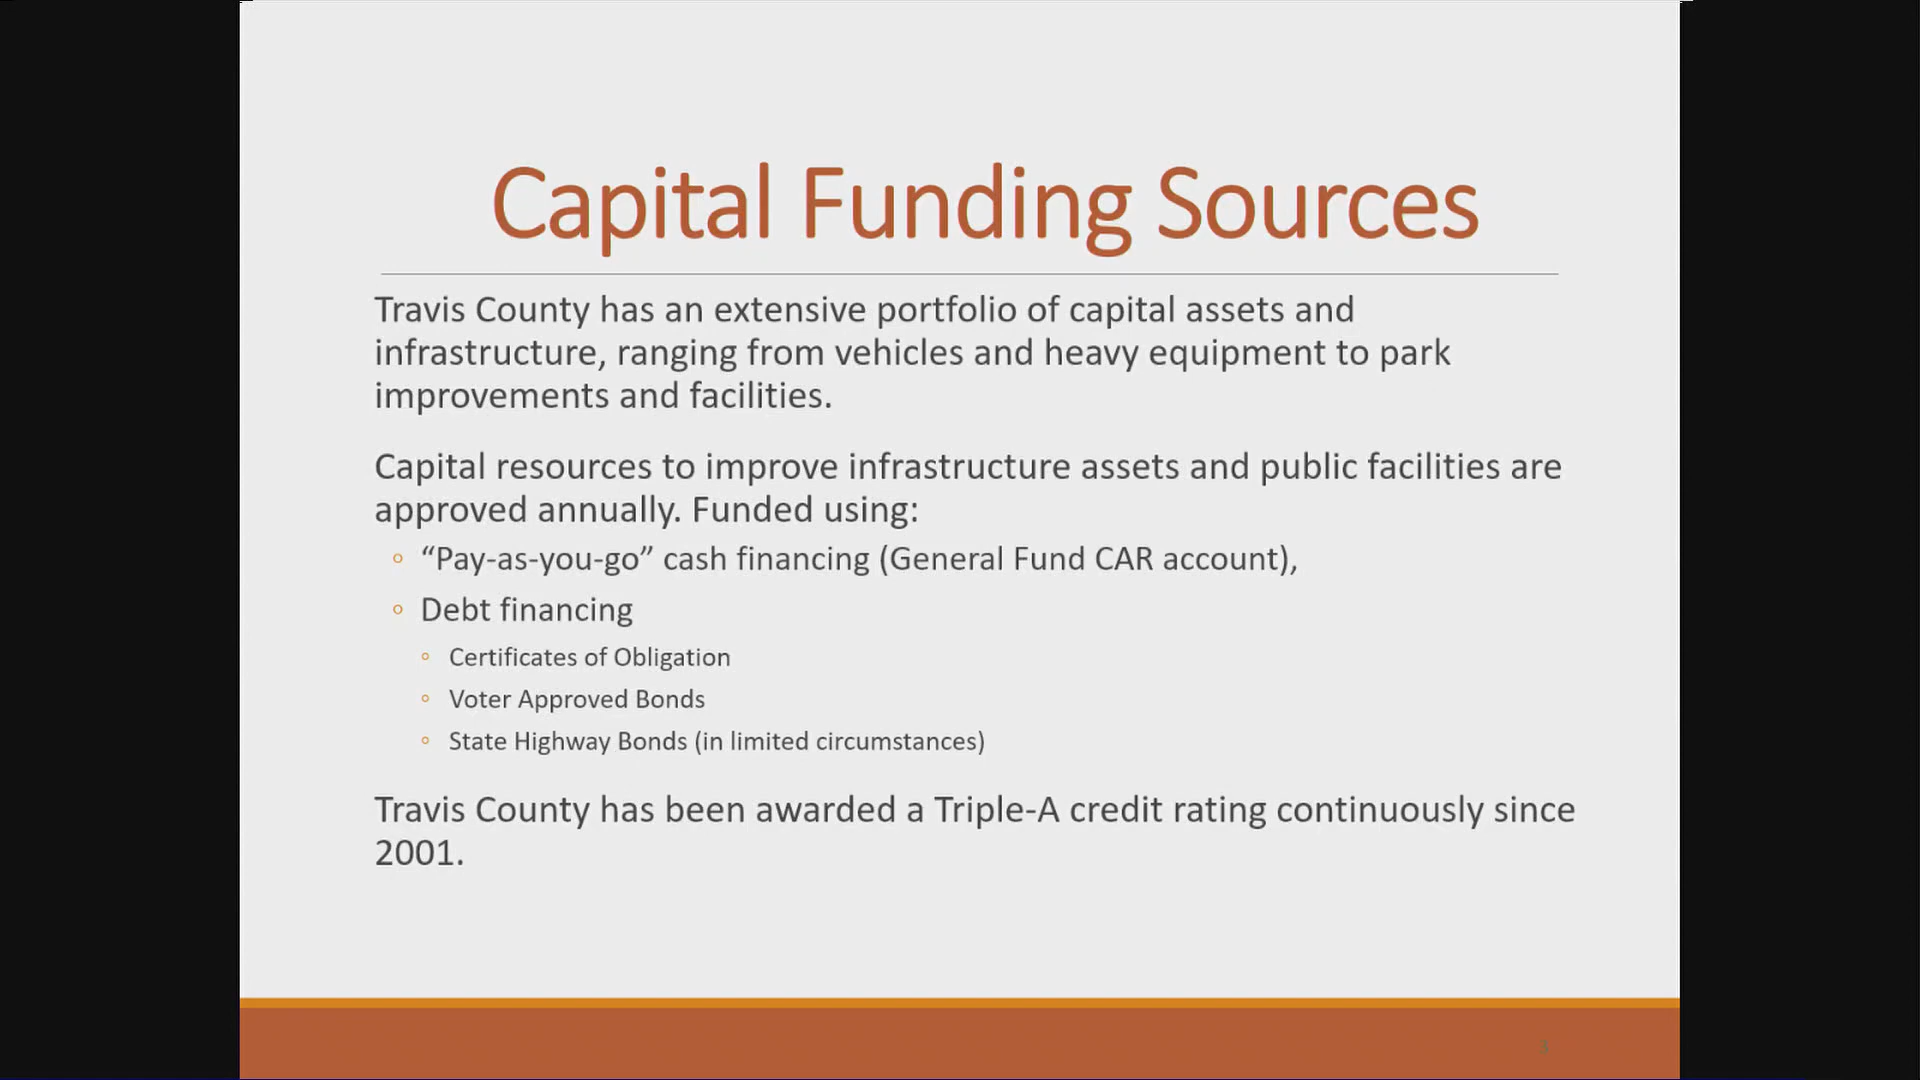 Capital Funding Sources
Travis County has an extensive portfolio of capital assets and
infrastructure, ranging from vehicles and heavy equipment to park
improvements and facilities.
Capital resources to improve infrastructure assets and public facilities are
approved annually. Funded using:
◦ “Pay-as-you-go” cash financing (General Fund CAR account),
◦ Debt financing
◦ Certificates of Obligation
◦ Voter Approved Bonds
◦ State Highway Bonds (in limited circumstances)
Travis County has been awarded a Triple-A credit rating continuously since
2001.
3